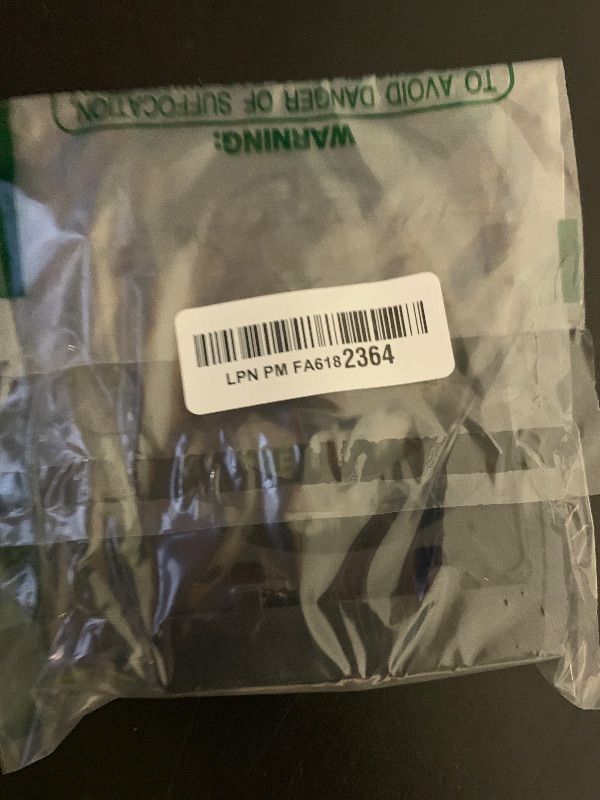 TO AVOID DANGER OF SUFFOCATION,
WARNING:
LPN PM FA6182364